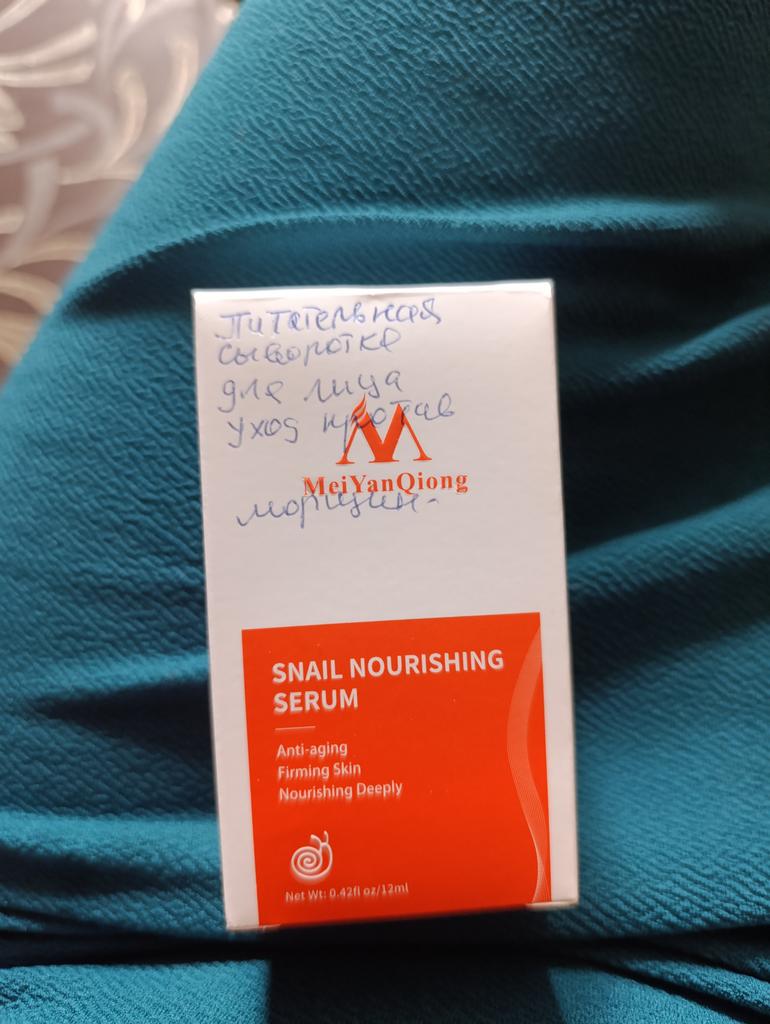 Питательная
сыворотка
для лица
уход против
MeiYanQiong
морщин.
SNAIL NOURISHING
SERUM
Anti-aging
Firming Skin
Nourishing Deeply
Net Wt: 0.42fl oz/12ml